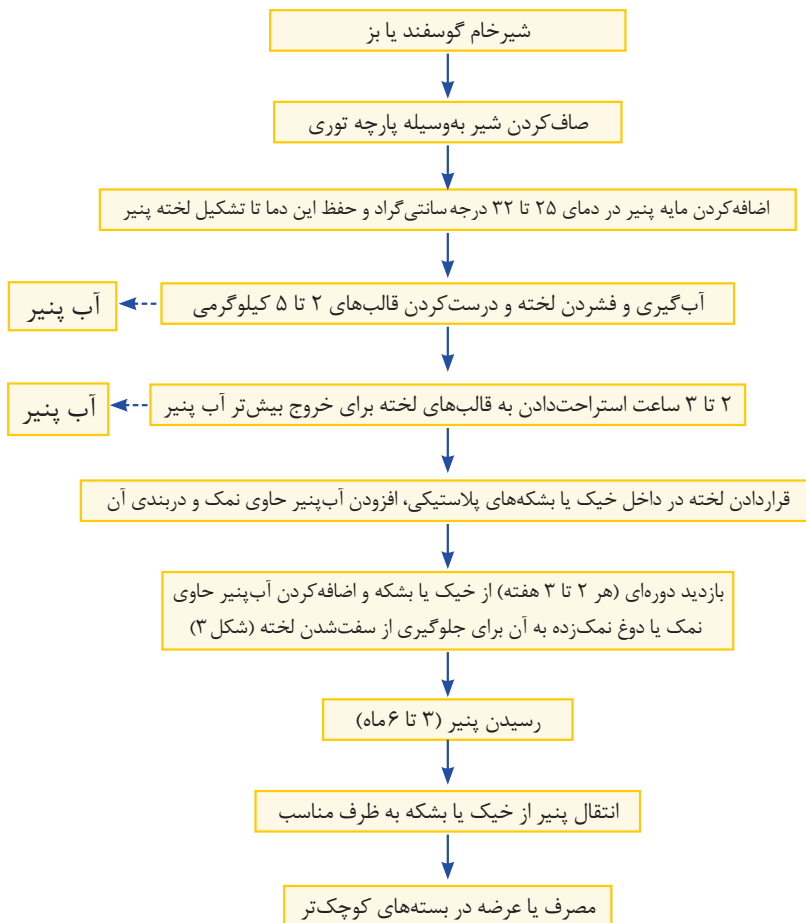 شیرخام گوسفند یا بز
صاف‌کردن شیر به‌وسیله پارچه توری
اضافه‌کردن مایه پنیر در دمای ۲۵ تا ۳۲ درجه‌سانتی‌گراد و حفظ این دما تا تشکیل لخته پنیر
آب‌گیری و فشردن لخته و درست‌کردن قالب‌های ۲ تا ۵ کیلوگرمی
آب پنیر
۲ تا ۳ ساعت استراحت‌دادن به قالب‌های لخته برای خروج بیش‌تر آب پنیر
آب پنیر
قراردادن لخته در داخل خیک یا بشکه‌های پلاستیکی، افزودن آب‌پنیر حاوی نمک و دربندی آن
بازدید دوره‌ای (هر ۲ تا ۳ هفته) از خیک یا بشکه و اضافه‌کردن آب‌پنیر حاوی
نمک یا دوغ نمک‌زده به آن برای جلوگیری از سفت‌شدن لخته (شکل ۳)
رسیدن پنیر (۳ تا ۶ماه)
انتقال پنیر از خیک یا بشکه به ظرف مناسب
مصرف یا عرضه در بسته‌های کوچک‌تر